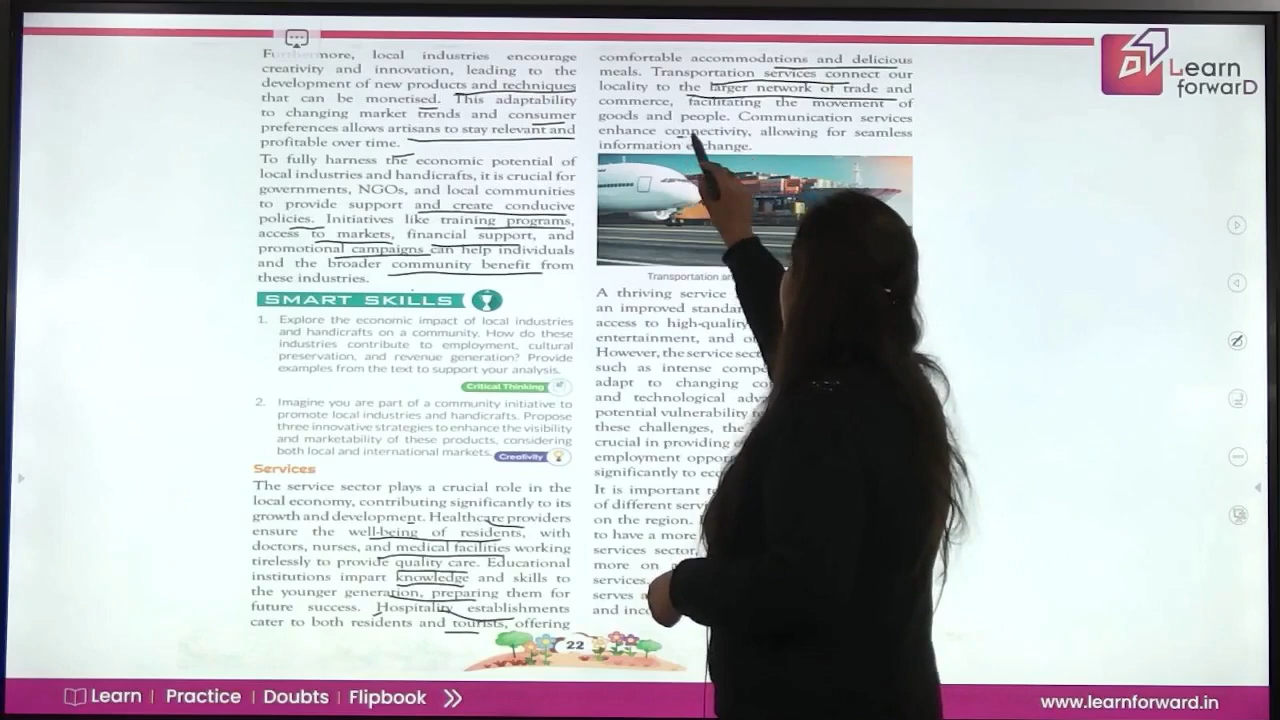 Furthermore, local industries encourage
creativity and innovation, leading to the
development of new products and techniques
that can be monetised. This adaptability
to changing market trends and consumer
preferences allows artisans to stay relevant and
profitable over time.
To fully harness the economic potential of
local industries and handicrafts, it is crucial for
governments, NGOs, and local communities
to provide support and create conducive
policies. Initiatives like training programs,
access to markets, financial support, and
promotional campaigns can help individuals
and the broader community benefit from
these industries.
SMART SKILLS
1. Explore the economic impact of local industries
and handicrafts on a community. How do these
industries contribute to employment, cultural
preservation, and revenue generation? Provide
examples from the text to support your analysis.
Critical Thinking
2. Imagine you are part of a community initiative to
promote local industries and handicrafts. Propose
three innovative strategies to enhance the visibility
and marketability of these products, considering
both local and international markets.
Creativity
Services
The service sector plays a crucial role in the
local economy, contributing significantly to its
growth and development. Healthcare providers
ensure the well-being of residents, with
doctors, nurses, and medical facilities working
tirelessly to provide quality care. Educational
institutions impart knowledge and skills to
the younger generation, preparing them for
future success. Hospitality establishments
cater to both residents and tourists, offering
comfortable accommodations and delicious
meals. Transportation services connect our
locality to the larger network of trade and
commerce, facilitating the movement of
goods and people. Communication services
enhance connectivity, allowing for seamless
information exchange.
Transportation
A thriving service
an improved
access to high-quality
entertainment, and
However, the service
such as intense
adapt to changing
and technological
potential vulnerability
these challenges, the
crucial in providing
employment
significantly to
It is important
of different
on the region.
to have a more
services sector,
more on
services.
serves
and
22
Learn
forwarD
Learn | Practice | Doubts | Flipbook
www.learnforward.in